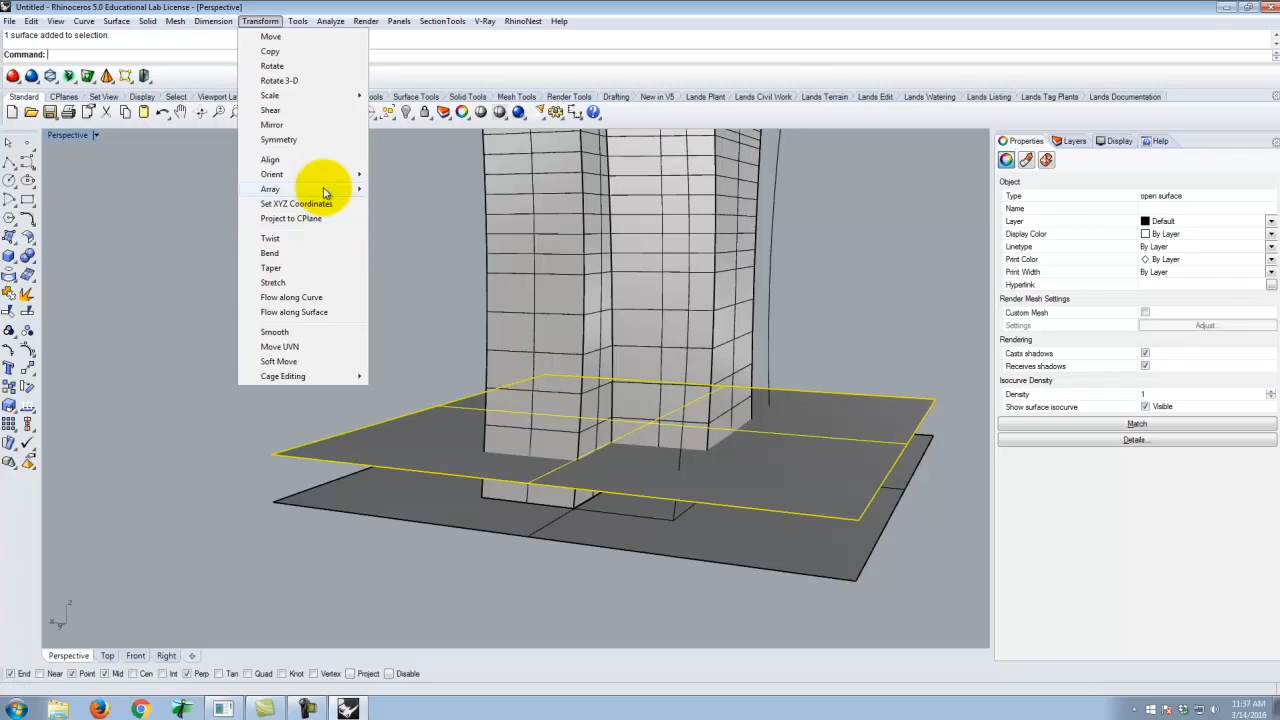 Untitled - Rhinoceros 5.0 Educational Lab License - [Perspective]
File Edit View Curve Surface Solid Mesh Dimension Transform Tools Analyze Render Panels SectionTools V-Ray RhinoNest Help
1 surface added to selection.
Command:
Standard CPlanes Set View Display Select Viewport La Tools Surface Tools Solid Tools Mesh Tools Render Tools Drafting New in V5 Lands Plant Lands Civil Work Lands Terrain Lands Edit Lands Watering Lands Listing Lands Tag Plants Lands Documentation
Perspective
Move
Copy
Rotate
Rotate 3-D
Scale
Shear
Mirror
Symmetry
Align
Orient
Array
Set XYZ Coordinates
Project to CPlane
Twist
Bend
Taper
Stretch
Flow along Curve
Flow along Surface
Smooth
Move UVN
Soft Move
Cage Editing
Properties Layers Display Help
Object
Type open surface
Name
Layer Default
Display Color By Layer
Linetype By Layer
Print Color By Layer
Print Width By Layer
Hyperlink
Render Mesh Settings
Custom Mesh
Settings Adjust...
Rendering
Casts shadows
Receives shadows
Isocurve Density
Density 1
Show surface isocurve Visible
Match
Details...
z
x
y
Perspective Top Front Right
End Near Point Mid Cen Int Perp Tan Quad Knot Vertex Project Disable
11:37 AM
3/14/2016